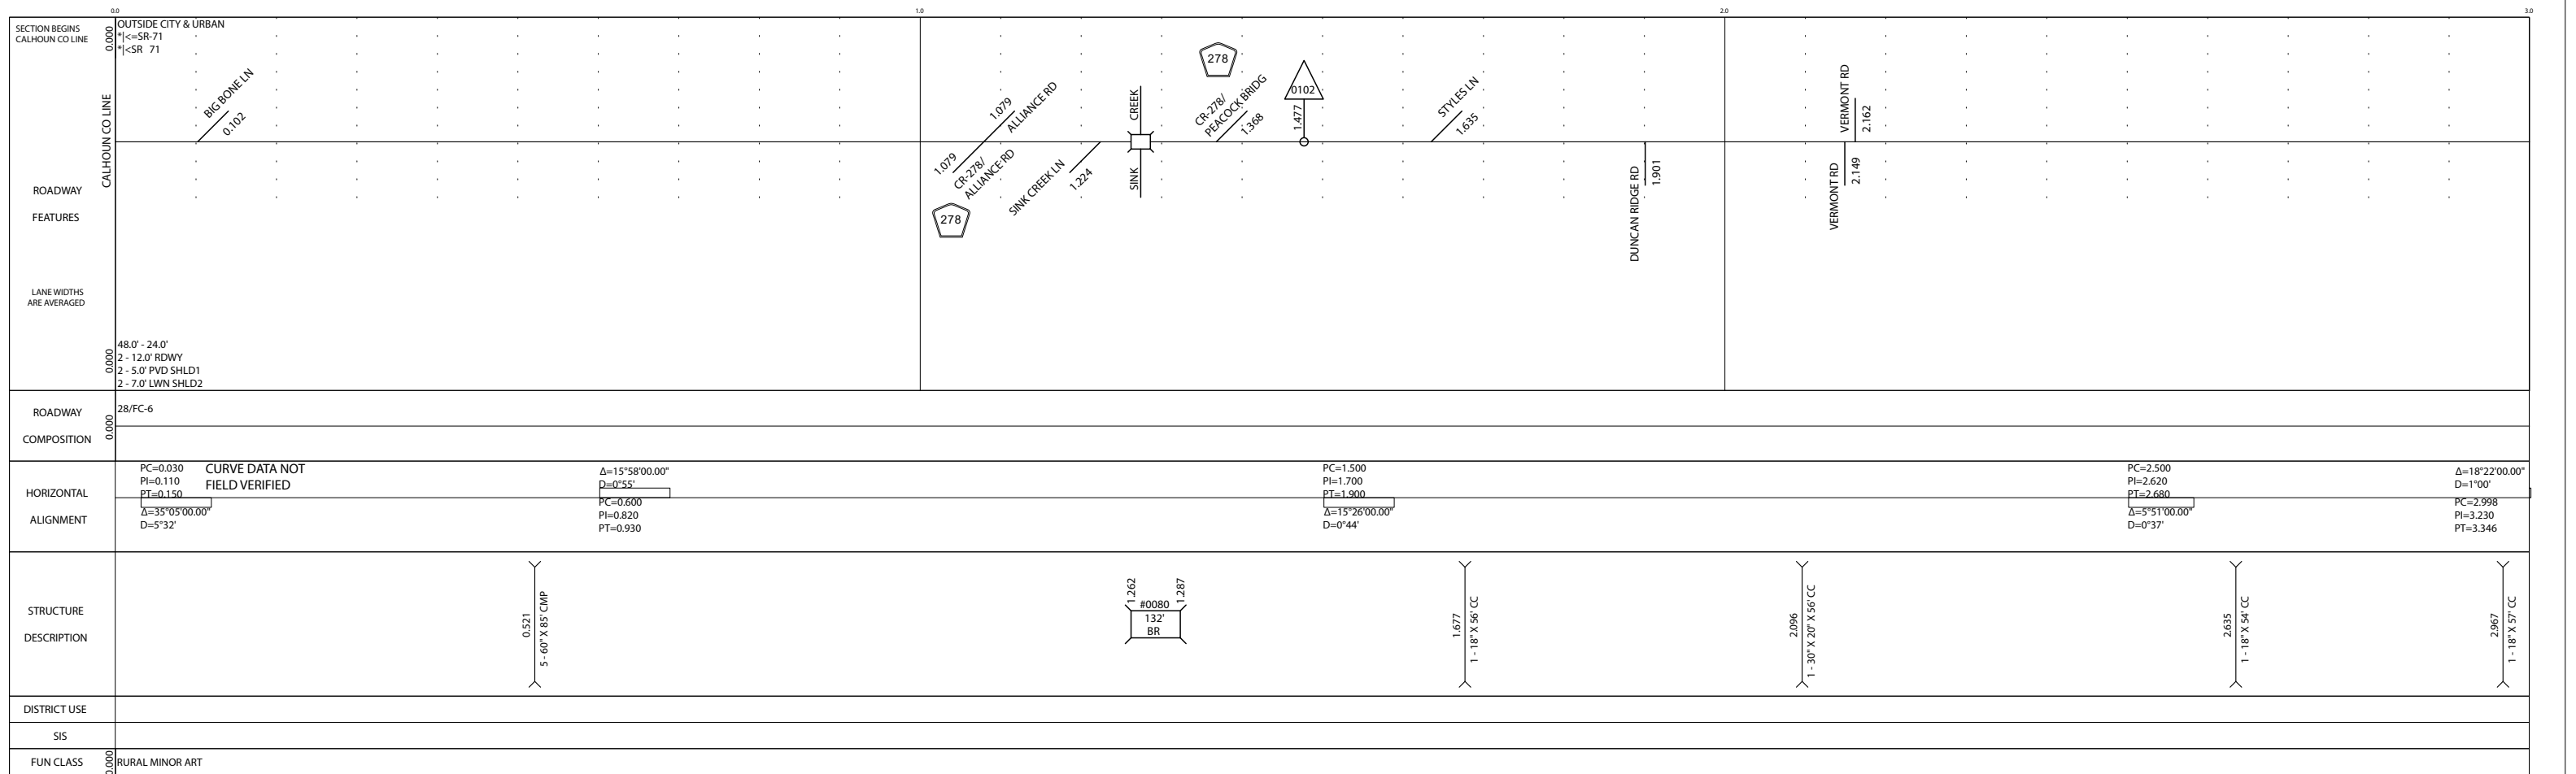 0.0
1.0
2.0
3.0
SECTION BEGINS
CALHOUN CO LINE
0.000
OUTSIDE CITY & URBAN
*|<=SR-71
*|<SR 71
CALHOUN CO LINE
ROADWAY
FEATURES
LANE WIDTHS
ARE AVERAGED
BIG BONE LN
0.102
1.079
ALLIANCE RD
1.079
CR-278/
ALLIANCE RD
278
SINK CREEK LN
1.224
CREEK
SINK
278
CR-278/
PEACOCK BRIDG
1.368
0102
1.477
STYLES LN
1.635
DUNCAN RIDGE RD
1.901
VERMONT RD
2.162
VERMONT RD
2.149
0.000
48.0' - 24.0'
2 - 12.0' RDWY
2 - 5.0' PVD SHLD1
2 - 7.0' LWN SHLD2
ROADWAY
COMPOSITION
0.000
28/FC-6
HORIZONTAL
ALIGNMENT
PC=0.030
PI=0.110
PT=0.150
CURVE DATA NOT
FIELD VERIFIED
Δ=35°05'00.00"
D=5°32'
Δ=15°58'00.00"
D=0°55'
PC=0.600
PI=0.820
PT=0.930
PC=1.500
PI=1.700
PT=1.900
Δ=15°26'00.00"
D=0°44'
PC=2.500
PI=2.620
PT=2.680
Δ=5°51'00.00"
D=0°37'
Δ=18°22'00.00"
D=1°00'
PC=2.998
PI=3.230
PT=3.346
STRUCTURE
DESCRIPTION
0.521
5 - 60" X 85' CMP
1.262
1.287
#0080
132'
BR
1.677
1 - 18" X 56' CC
2.096
1 - 30" X 20" X 56' CC
2.635
1 - 18" X 54' CC
2.967
1 - 18" X 57' CC
DISTRICT USE
SIS
FUN CLASS
0.000
RURAL MINOR ART